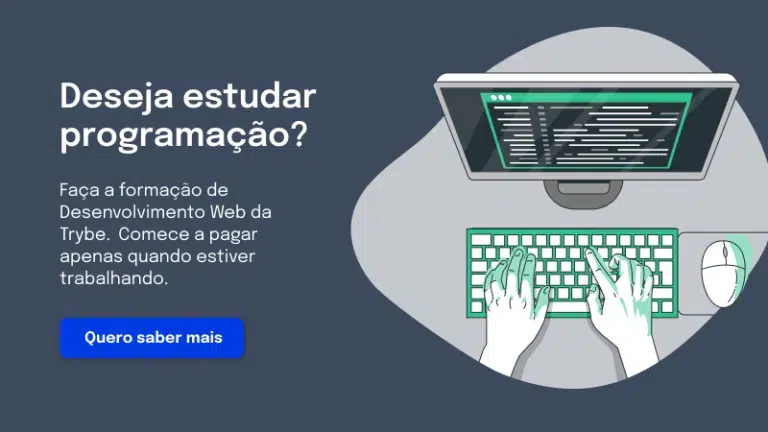 Deseja estudar
programação?
Faça a formação de
Desenvolvimento Web da
Trybe. Comece a pagar
apenas quando estiver
trabalhando.
Quero saber mais